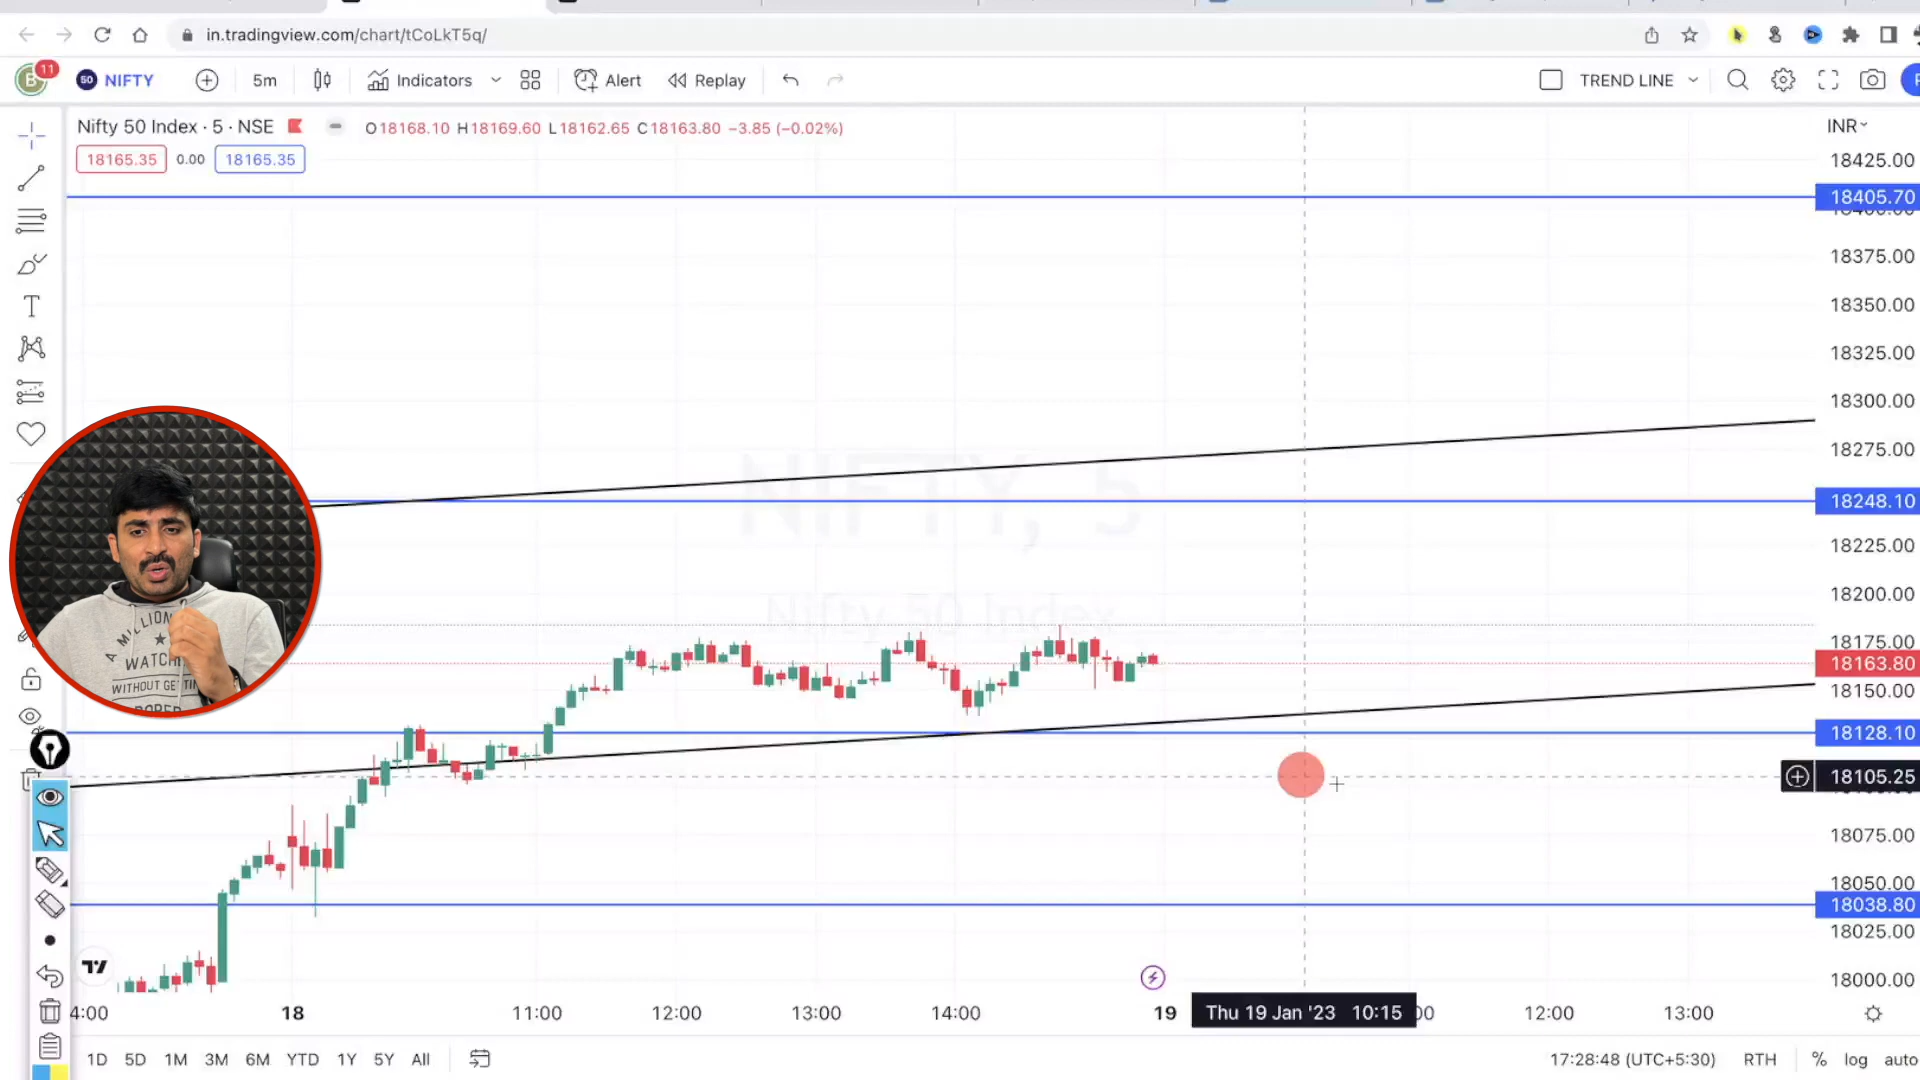 in.tradingview.com/chart/tCoLkT5q/
B 11 50 NIFTY 5m Indicators Alert Replay TREND LINE
Nifty 50 Index · 5 · NSE O18168.10 H18169.60 L18162.65 C18163.80 −3.85 (−0.02%) INR
18165.35 0.00 18165.35
18425.00
18405.70
18375.00
18350.00
18325.00
18300.00
18275.00
18248.10
NIFTY, 5
18225.00
18200.00
Nifty 50 Index
18175.00
18163.80
18150.00
18128.10
18105.25
18075.00
18050.00
18038.80
18025.00
18000.00
A MILLION
WATCH
WITHOUT GETTIN
4:00 18 11:00 12:00 13:00 14:00 19 Thu 19 Jan '23 10:15 :00 12:00 13:00
1D 5D 1M 3M 6M YTD 1Y 5Y All 17:28:48 (UTC+5:30) RTH % log auto